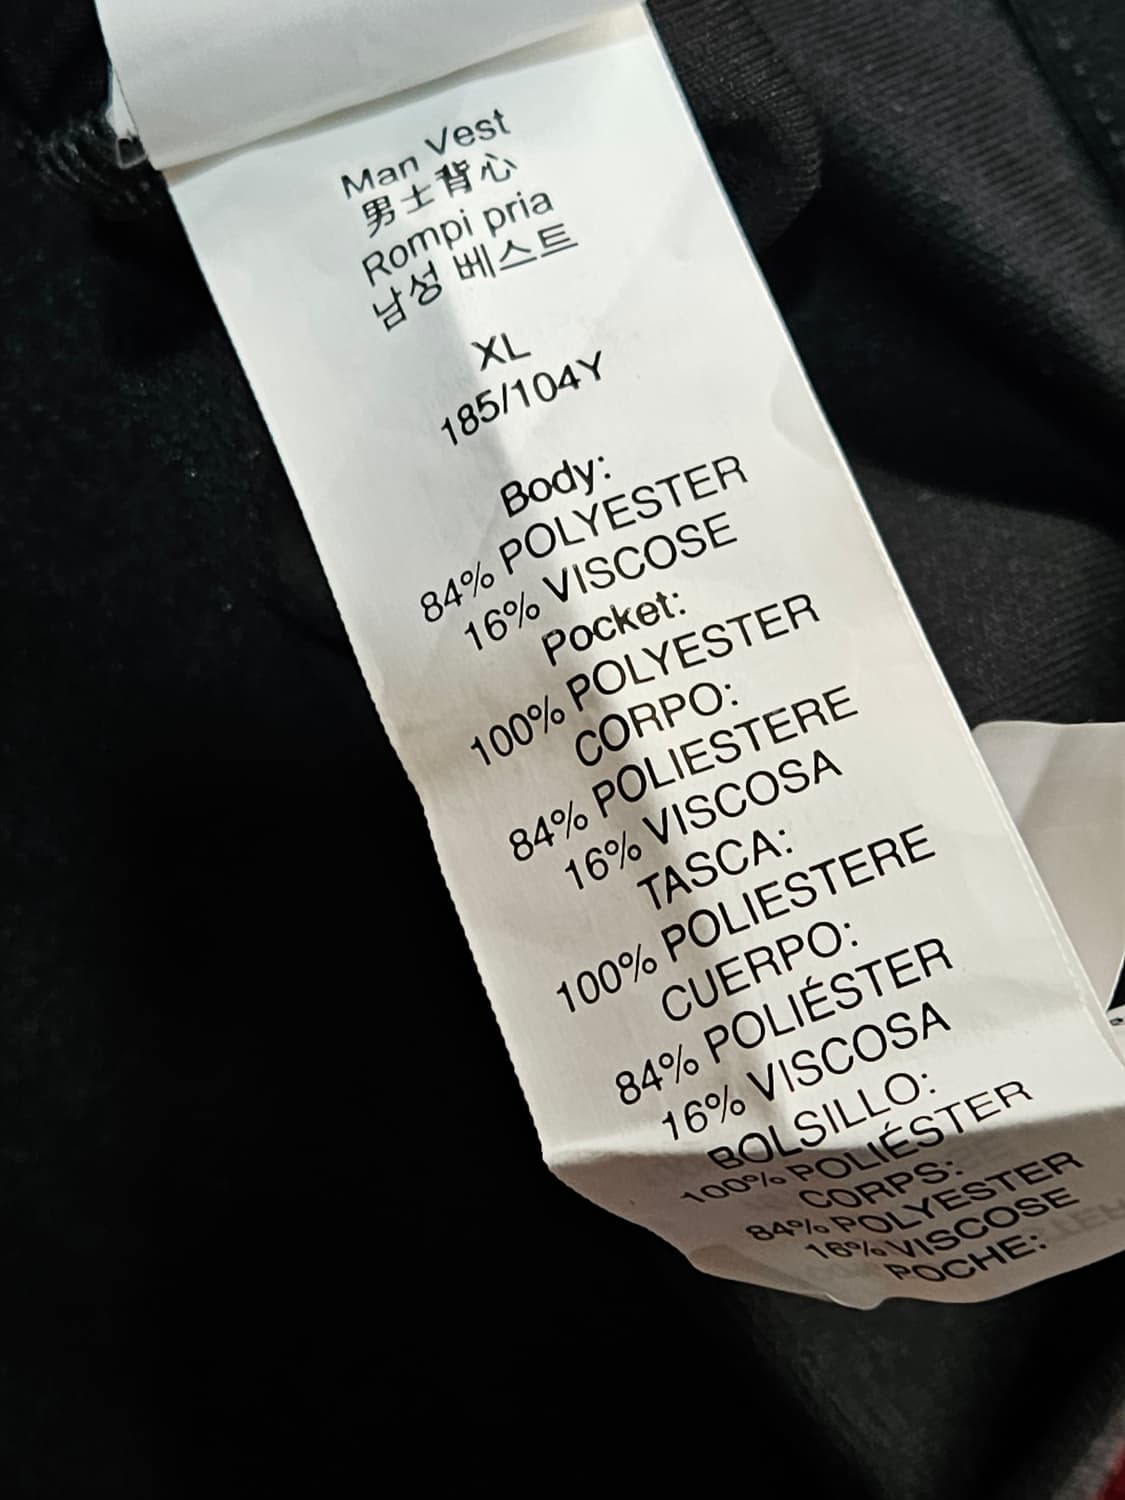 Man Vest
男士背心
Rompi pria
남성 베스트
XL
185/104Y
Body:
84% POLYESTER
16% VISCOSE
Pocket:
100% POLYESTER
CORPO:
84% POLIESTERE
16% VISCOSA
TASCA:
100% POLIESTERE
CUERPO:
84% POLIÉSTER
16% VISCOSA
BOLSILLO:
100% POLIÉSTER
CORPS:
84% POLYESTER
16% VISCOSE
POCHE: